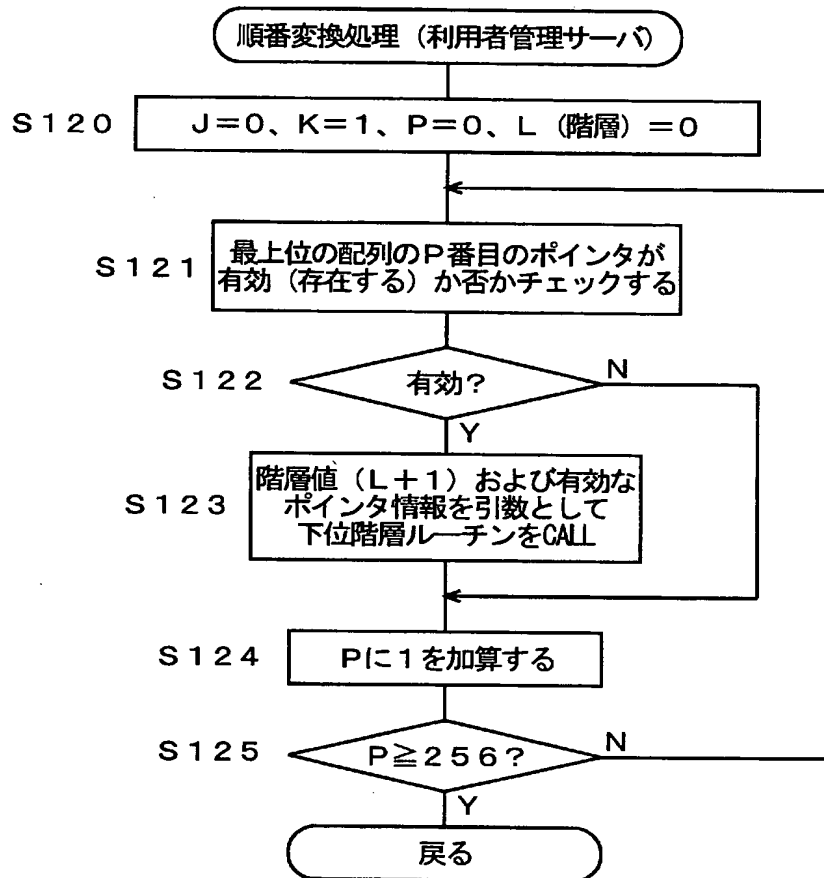 順番変換処理（利用者管理サーバ）
S120
J＝0、K＝1、P＝0、L（階層）＝0
S121
最上位の配列のP番目のポインタが
有効（存在する）か否かチェックする
S122
有効？
N
Y
S123
階層値（L＋1）および有効な
ポインタ情報を引数として
下位階層ルーチンをCALL
S124
Pに1を加算する
S125
P≧256？
N
Y
戻る